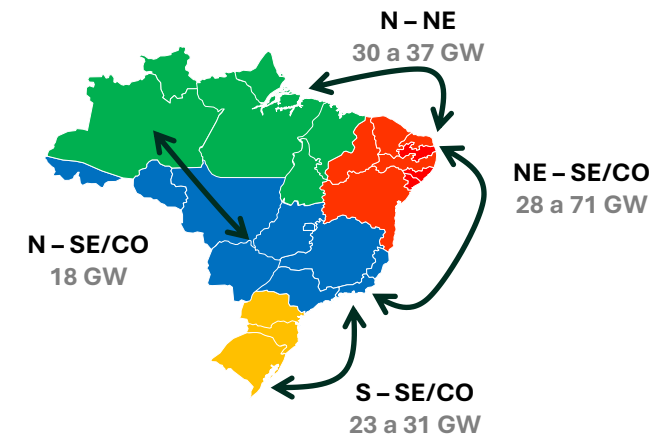 N – NE
30 a 37 GW
NE – SE/CO
28 a 71 GW
N – SE/CO
18 GW
S – SE/CO
23 a 31 GW